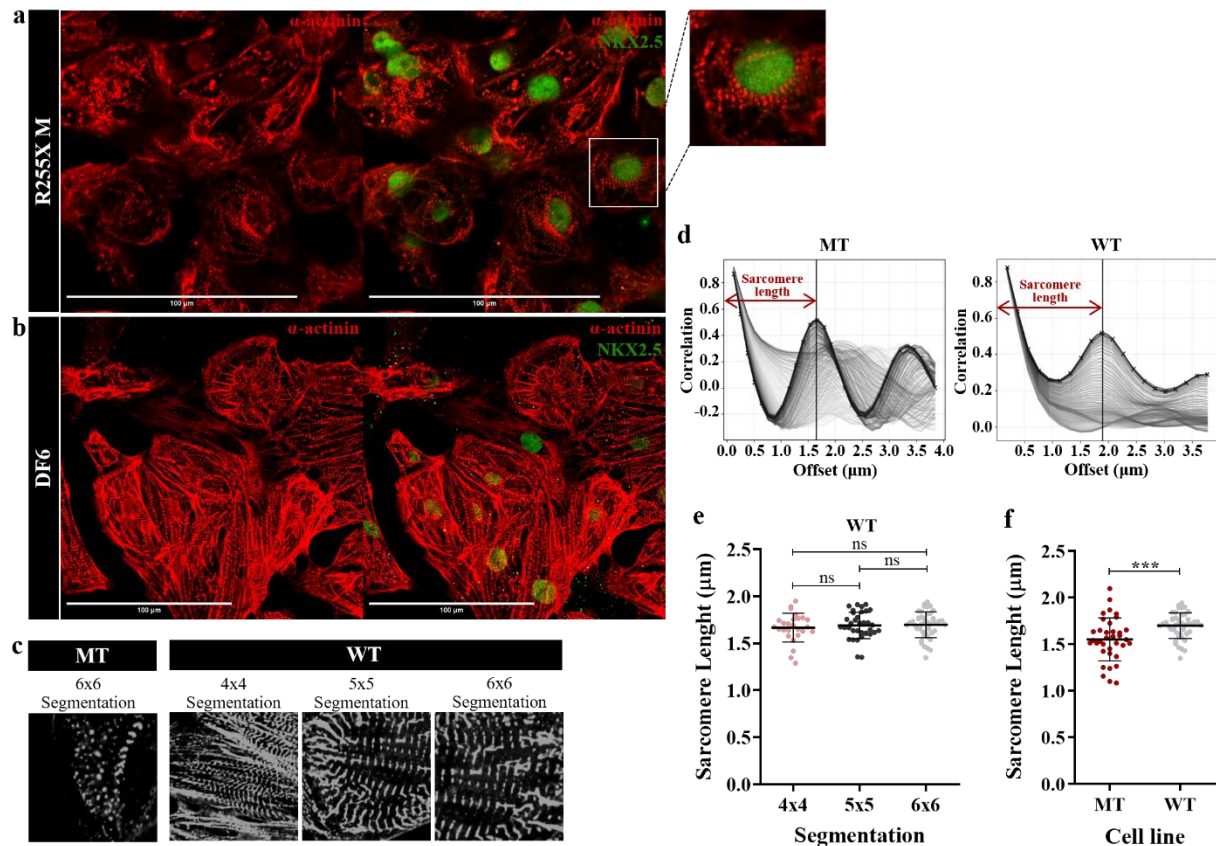 a
R255X M
α-actinin
α-actinin
NKX2.5
100 µm
100 µm
b
DF6
α-actinin
α-actinin
NKX2.5
100 µm
100 µm
c
MT
WT
6x6
Segmentation
4x4
Segmentation
5x5
Segmentation
6x6
Segmentation
d
MT
Sarcomere
length
Correlation
0.8
0.6
0.4
0.2
0.0
-0.2
0.0 0.5 1.0 1.5 2.0 2.5 3.0 3.5 4.0
Offset (µm)
WT
Sarcomere
length
Correlation
0.8
0.6
0.4
0.2
0.0
0.0 0.5 1.0 1.5 2.0 2.5 3.0 3.5
Offset (µm)
e
WT
ns
ns
ns
Sarcomere Lenght (µm)
2.5
2.0
1.5
1.0
0.5
0.0
4x4 5x5 6x6
Segmentation
f
***
Sarcomere Lenght (µm)
2.5
2.0
1.5
1.0
0.5
0.0
MT WT
Cell line